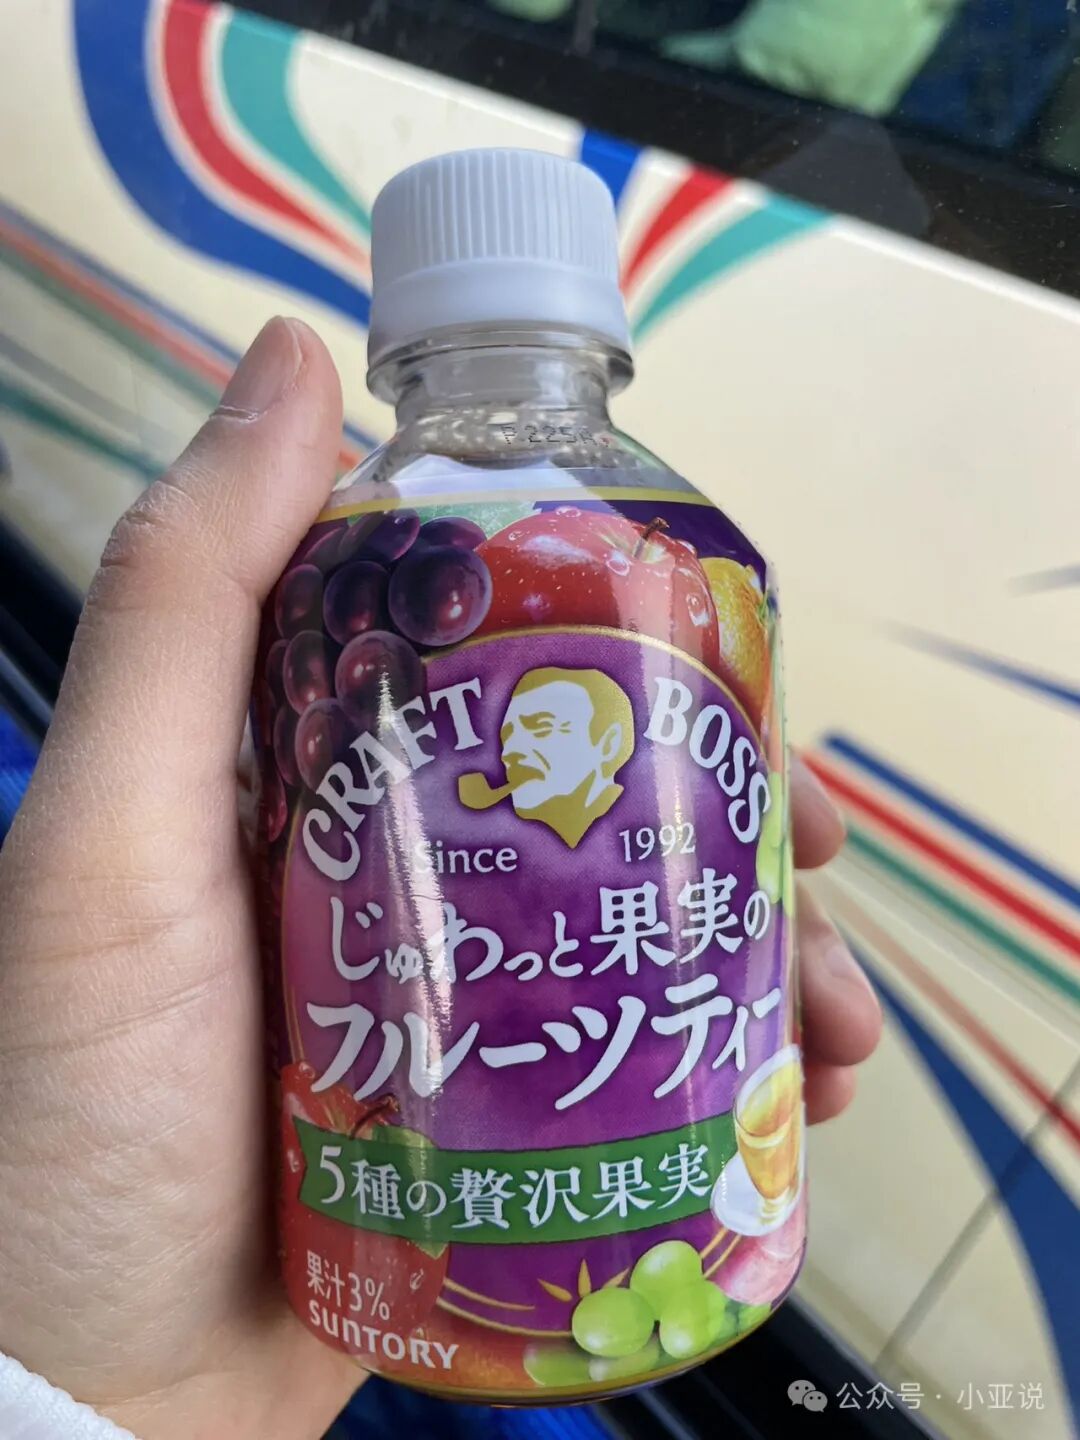 P.225A.
CRAFT BOSS
Since 1992
じゅわっと果実の
フルーツティー
5種の贅沢果実
果汁3%
SUNTORY
公众号·小亚说